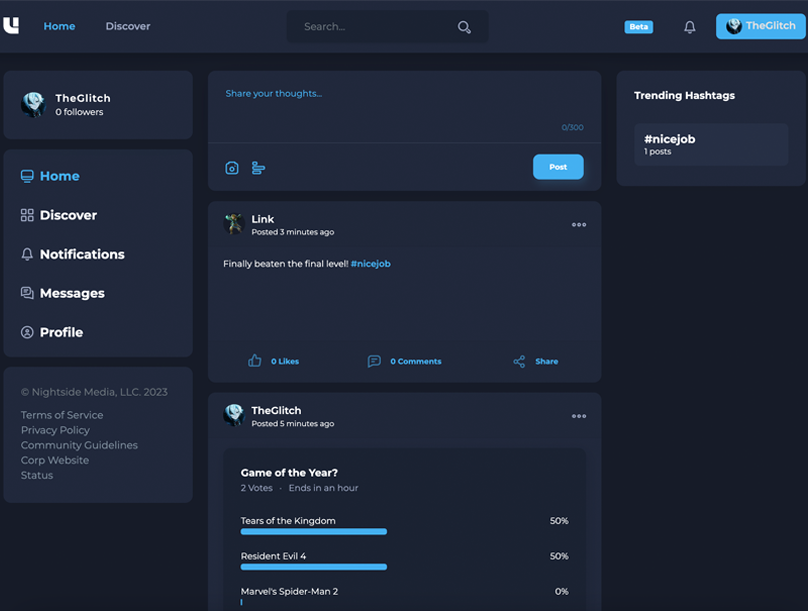 Home
Discover
Search...
Beta
TheGlitch
TheGlitch
0 followers
Home
Discover
Notifications
Messages
Profile
© Nightside Media, LLC. 2023
Terms of Service
Privacy Policy
Community Guidelines
Corp Website
Status
Share your thoughts...
0/300
Post
Link
Posted 3 minutes ago
Finally beaten the final level! #nicejob
0 Likes
0 Comments
Share
TheGlitch
Posted 5 minutes ago
Game of the Year?
2 Votes · Ends in an hour
Tears of the Kingdom 50%
Resident Evil 4 50%
Marvel's Spider-Man 2 0%
Trending Hashtags
#nicejob
1 posts